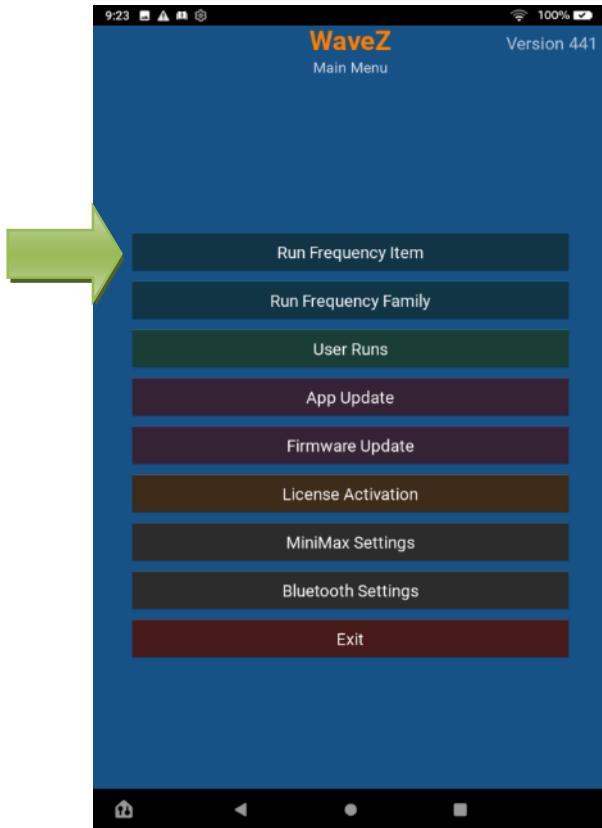 9:23 100%
WaveZ
Version 441
Main Menu
Run Frequency Item
Run Frequency Family
User Runs
App Update
Firmware Update
License Activation
MiniMax Settings
Bluetooth Settings
Exit